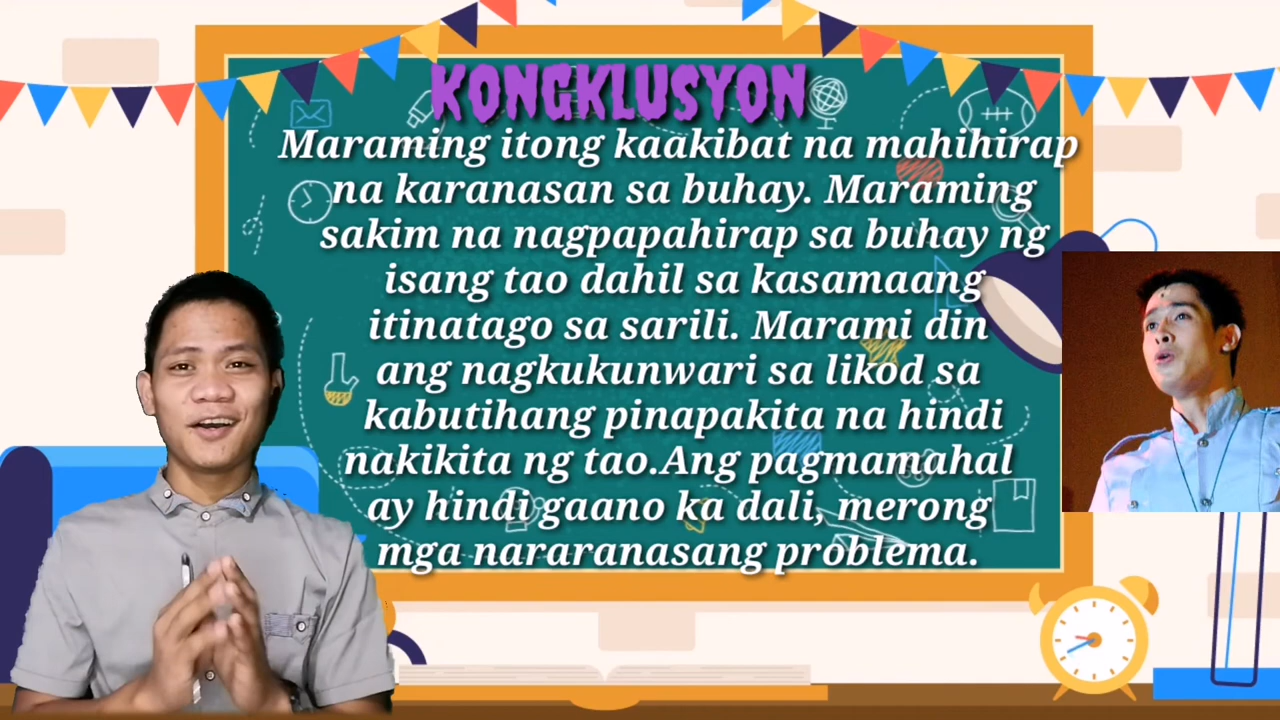 KONGKLUSYON
Maraming itong kaakibat na mahihirap
na karanasan sa buhay. Maraming
sakim na nagpapahirap sa buhay ng
isang tao dahil sa kasamaang
itinatago sa sarili. Marami din
ang nagkukunwari sa likod sa
kabutihang pinapakita na hindi
nakikita ng tao.Ang pagmamahal
ay hindi gaano ka dali, merong
mga nararanasang problema.